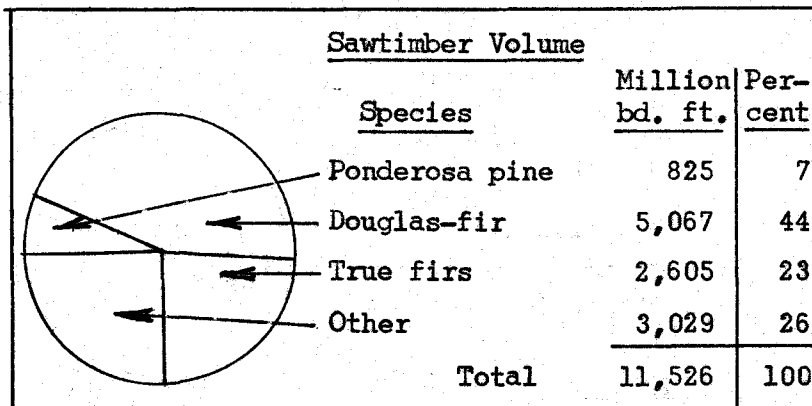 Sawtimber Volume
Species Million bd. ft. Per-cent
Ponderosa pine 825 7
Douglas-fir 5,067 44
True firs 2,605 23
Other 3,029 26
Total 11,526 100